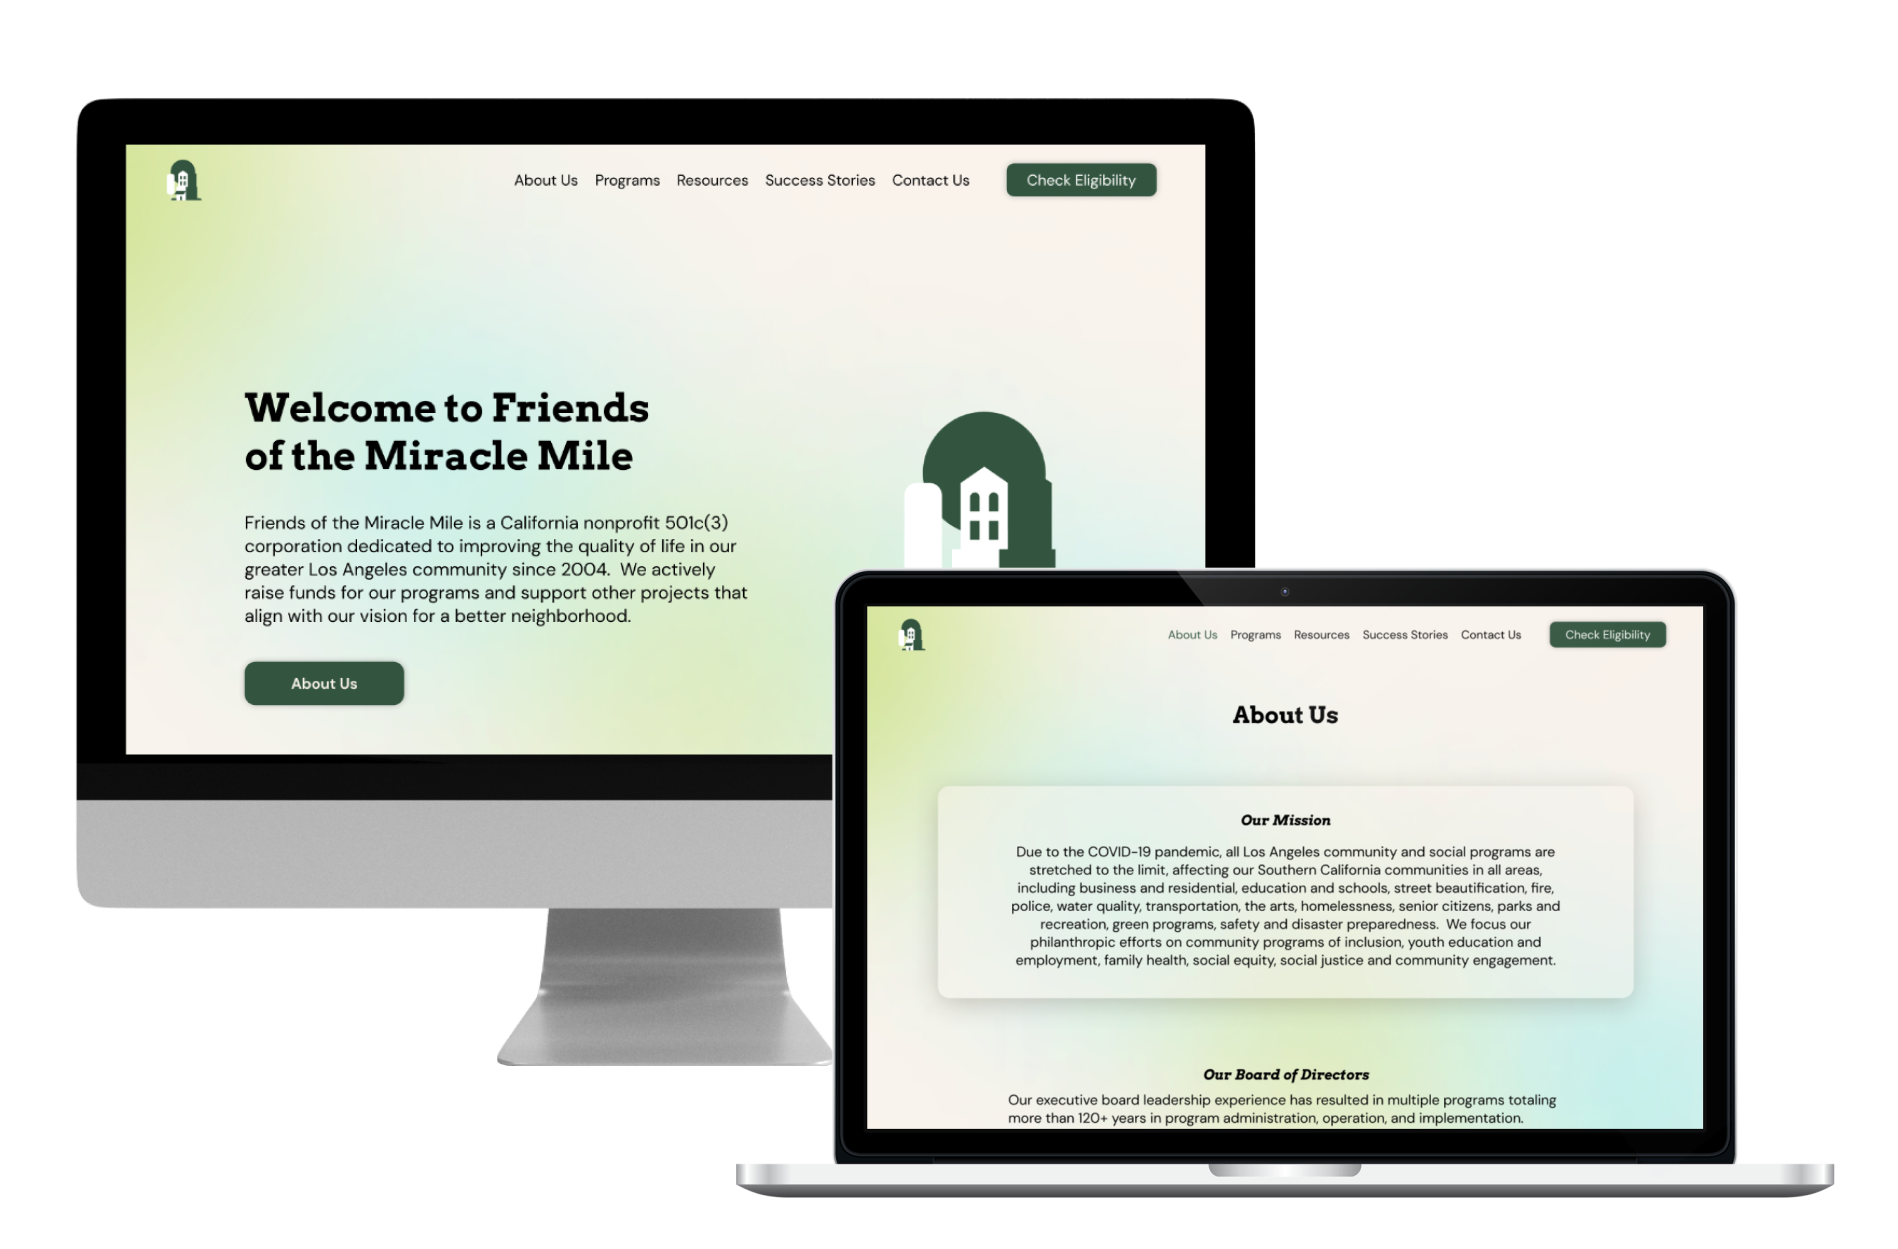 About Us Programs Resources Success Stories Contact Us Check Eligibility
Welcome to Friends
of the Miracle Mile
Friends of the Miracle Mile is a California nonprofit 501c(3)
corporation dedicated to improving the quality of life in our
greater Los Angeles community since 2004. We actively
raise funds for our programs and support other projects that
align with our vision for a better neighborhood.
About Us
About Us Programs Resources Success Stories Contact Us Check Eligibility
About Us
Our Mission
Due to the COVID-19 pandemic, all Los Angeles community and social programs are
stretched to the limit, affecting our Southern California communities in all areas,
including business and residential, education and schools, street beautification, fire,
police, water quality, transportation, the arts, homelessness, senior citizens, parks and
recreation, green programs, safety and disaster preparedness. We focus our
philanthropic efforts on community programs of inclusion, youth education and
employment, family health, social equity, social justice and community engagement.
Our Board of Directors
Our executive board leadership experience has resulted in multiple programs totaling
more than 120+ years in program administration, operation, and implementation.